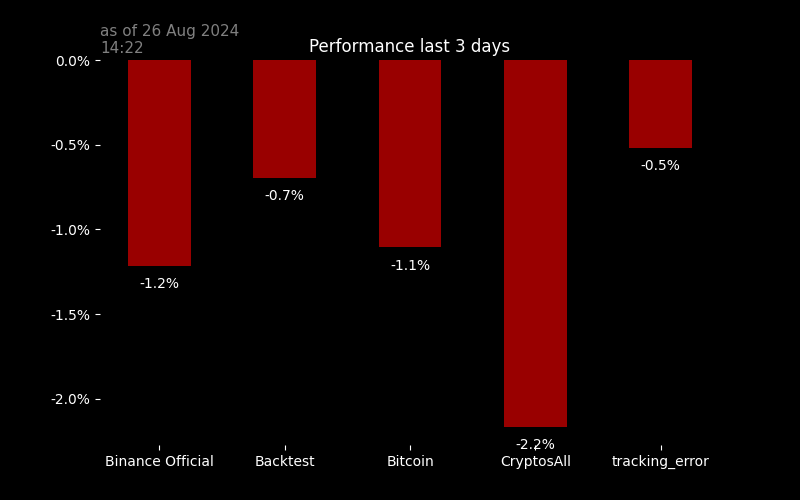 as of 26 Aug 2024
14:22
Performance last 3 days
0.0%
-0.5%
-1.0%
-1.5%
-2.0%
-1.2%
-0.7%
-1.1%
-2.2%
-0.5%
Binance Official
Backtest
Bitcoin
CryptosAll
tracking_error